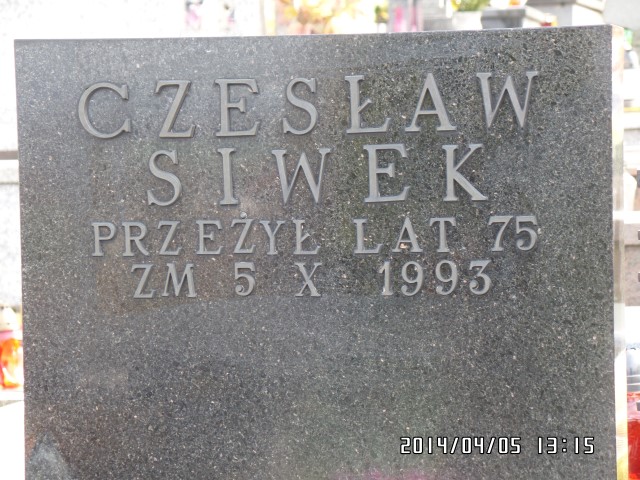 CZESŁAW
SIWEK
PRZEŻYŁ LAT 75
ZM 5 X 1993
2014/04/05 13:15